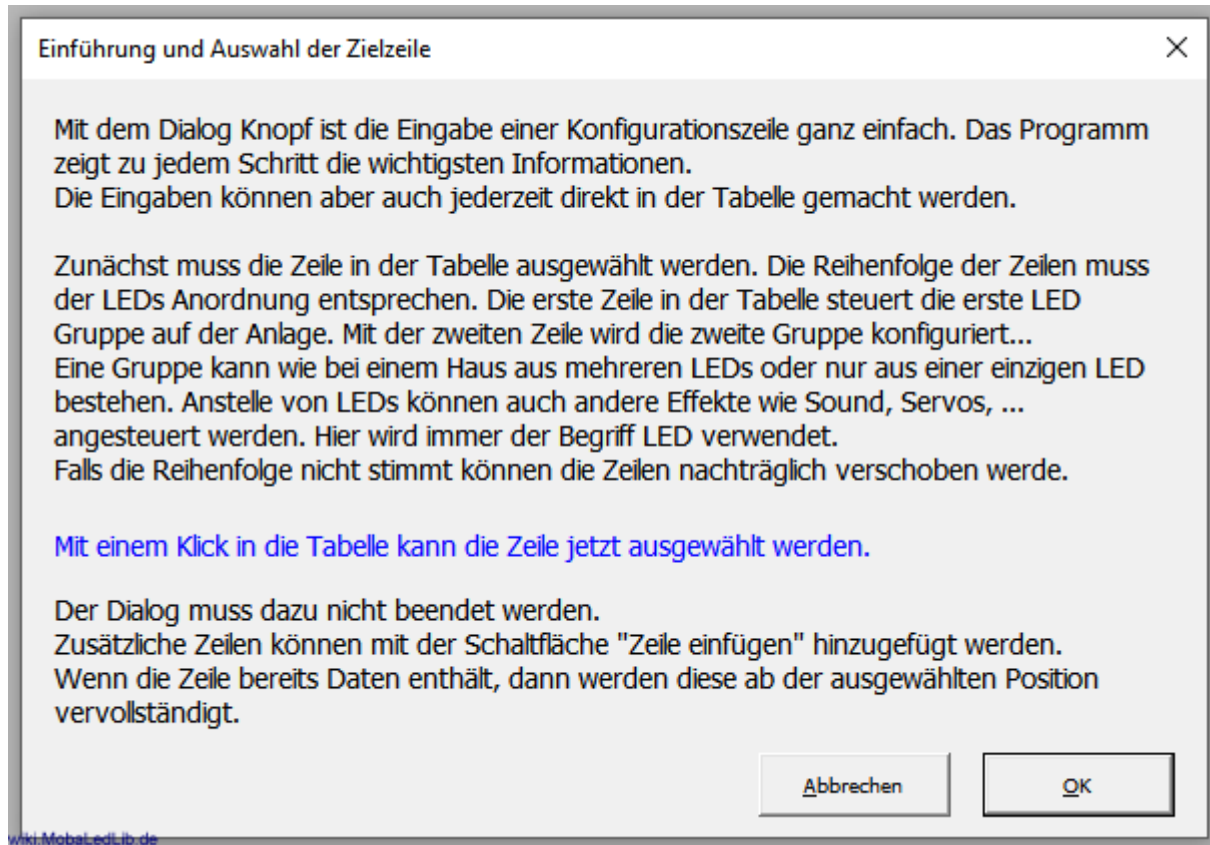 Einführung und Auswahl der Zielzeile
Mit dem Dialog Knopf ist die Eingabe einer Konfigurationszeile ganz einfach. Das Programm
zeigt zu jedem Schritt die wichtigsten Informationen.
Die Eingaben können aber auch jederzeit direkt in der Tabelle gemacht werden.
Zunächst muss die Zeile in der Tabelle ausgewählt werden. Die Reihenfolge der Zeilen muss
der LEDs Anordnung entsprechen. Die erste Zeile in der Tabelle steuert die erste LED
Gruppe auf der Anlage. Mit der zweiten Zeile wird die zweite Gruppe konfiguriert...
Eine Gruppe kann wie bei einem Haus aus mehreren LEDs oder nur aus einer einzigen LED
bestehen. Anstelle von LEDs können auch andere Effekte wie Sound, Servos, ...
angesteuert werden. Hier wird immer der Begriff LED verwendet.
Falls die Reihenfolge nicht stimmt können die Zeilen nachträglich verschoben werde.
Mit einem Klick in die Tabelle kann die Zeile jetzt ausgewählt werden.
Der Dialog muss dazu nicht beendet werden.
Zusätzliche Zeilen können mit der Schaltfläche "Zeile einfügen" hinzugefügt werden.
Wenn die Zeile bereits Daten enthält, dann werden diese ab der ausgewählten Position
vervollständigt.
Abbrechen OK
wiki.MobaLedLib.de